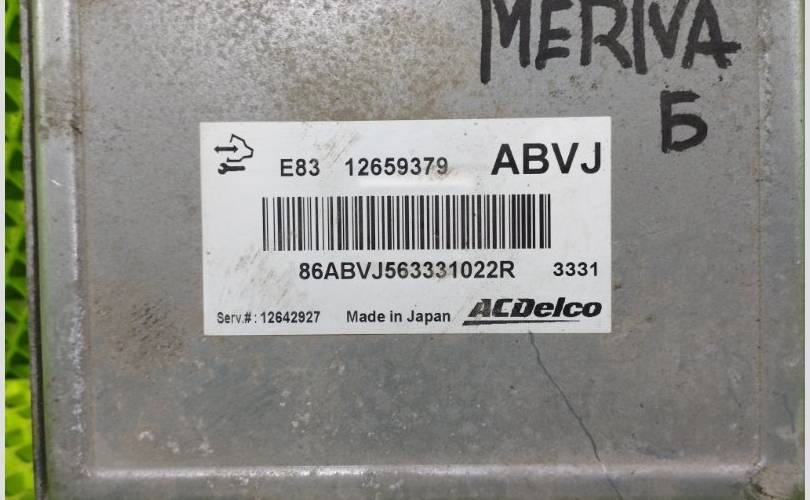 MERIVA
Б
E83 12659379 ABVJ
86ABVJ563331022R 3331
Serv.#: 12642927 Made in Japan ACDelco